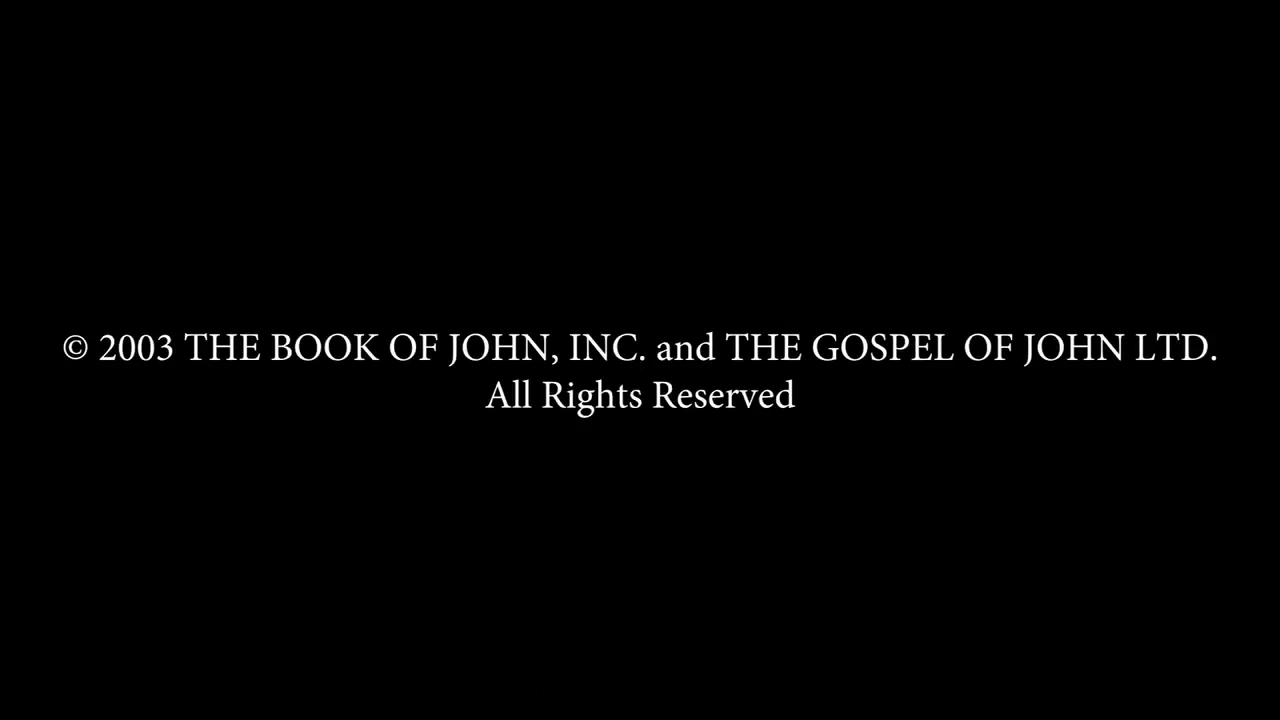 © 2003 THE BOOK OF JOHN, INC. and THE GOSPEL OF JOHN LTD.
All Rights Reserved